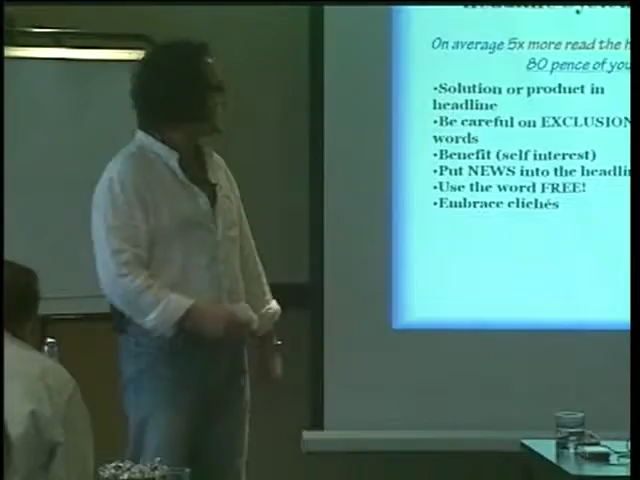 On average 5x more read the h
80 pence of you
•Solution or product in
headline
•Be careful on EXCLUSION
words
•Benefit (self interest)
•Put NEWS into the headli
•Use the word FREE!
•Embrace clichés